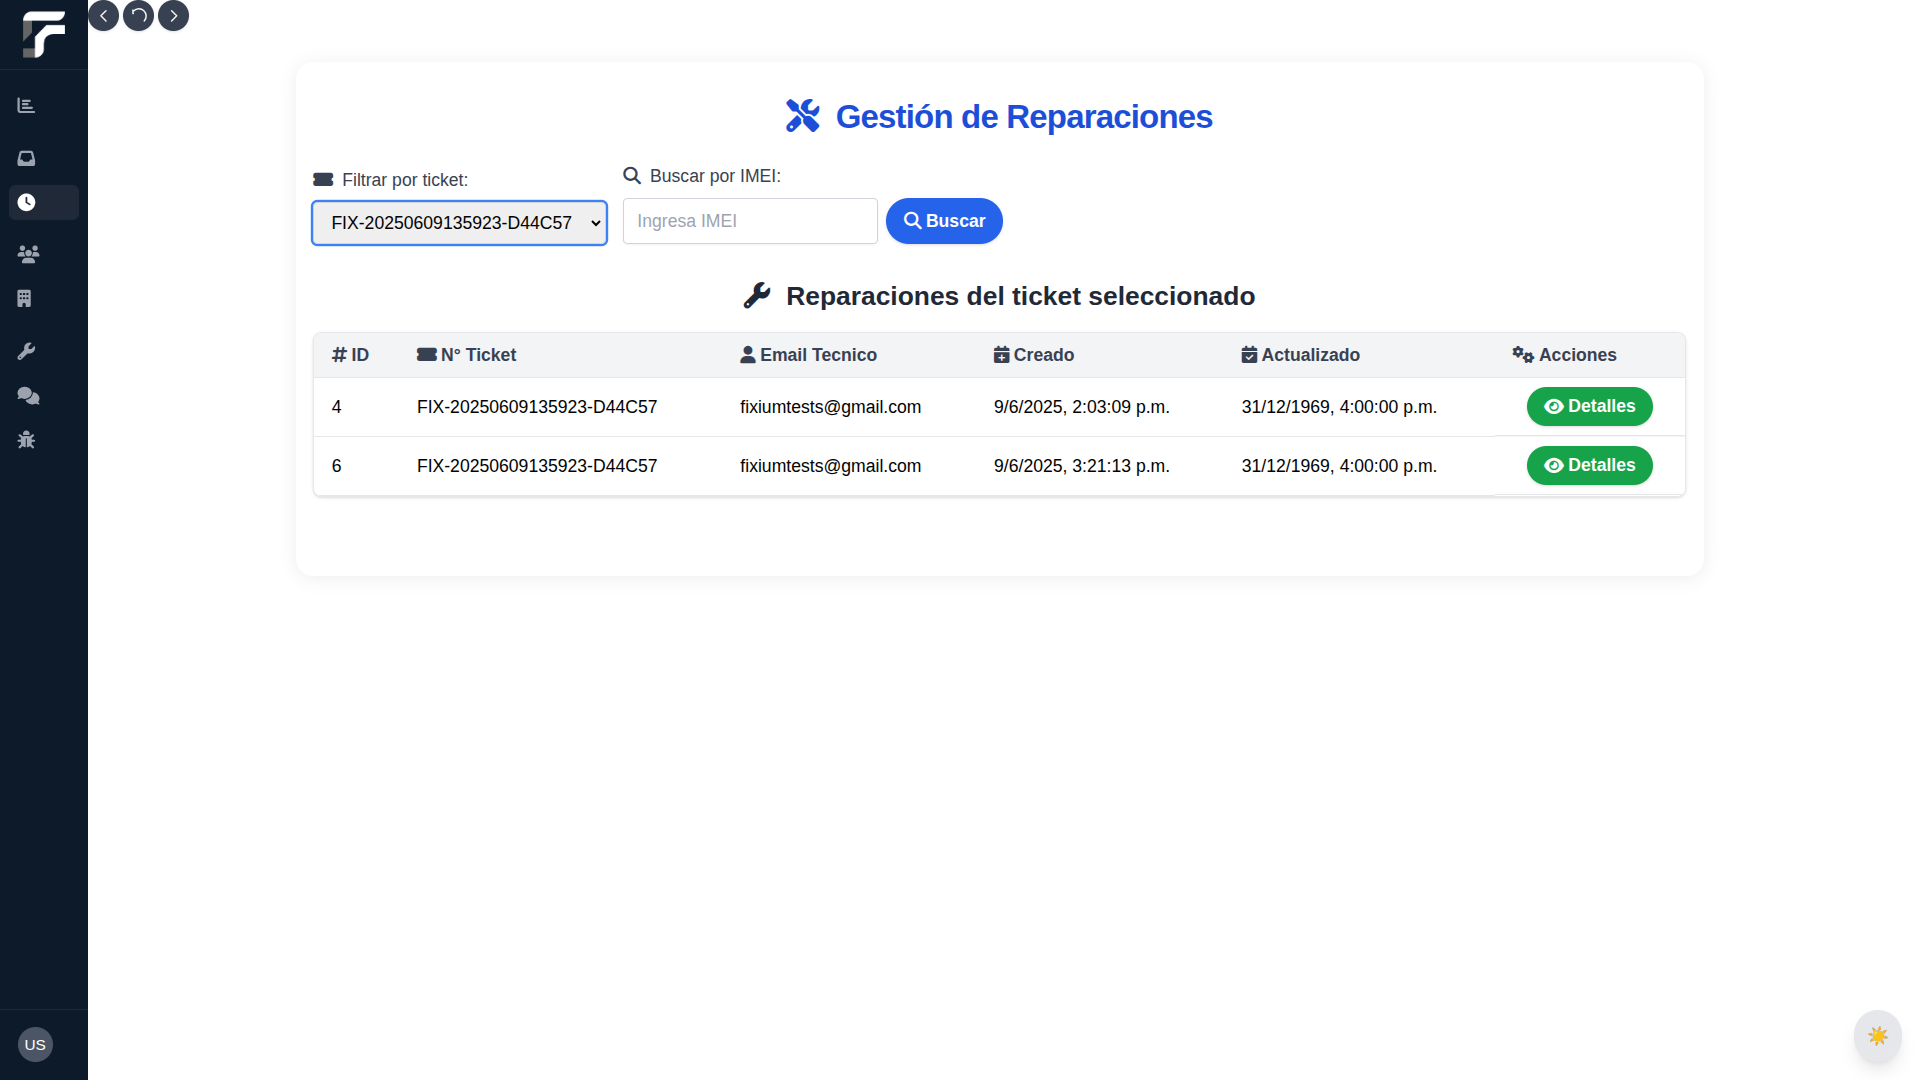 Gestión de Reparaciones
Filtrar por ticket:
Buscar por IMEI:
FIX-20250609135923-D44C57
Ingresa IMEI
Buscar
Reparaciones del ticket seleccionado
ID N° Ticket Email Tecnico Creado Actualizado Acciones
4 FIX-20250609135923-D44C57 fixiumtests@gmail.com 9/6/2025, 2:03:09 p.m. 31/12/1969, 4:00:00 p.m. Detalles
6 FIX-20250609135923-D44C57 fixiumtests@gmail.com 9/6/2025, 3:21:13 p.m. 31/12/1969, 4:00:00 p.m. Detalles
US